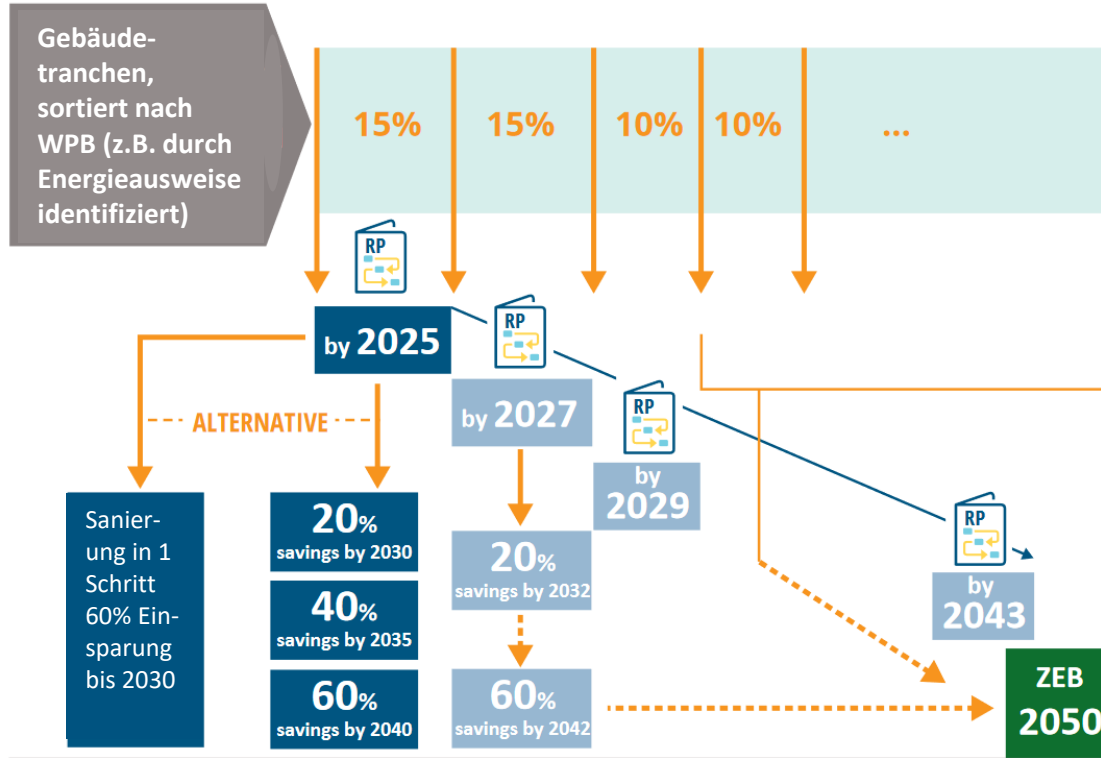 Gebäude-
tranchen,
sortiert nach
WPB (z.B. durch
Energieausweise
identifiziert)
15%
15%
10%
10%
...
RP
by 2025
RP
by 2027
RP
by
2029
RP
by
2043
ALTERNATIVE
Sanier-
ung in 1
Schritt
60% Ein-
sparung
bis 2030
20%
savings by 2030
40%
savings by 2035
60%
savings by 2040
20%
savings by 2032
60%
savings by 2042
ZEB
2050